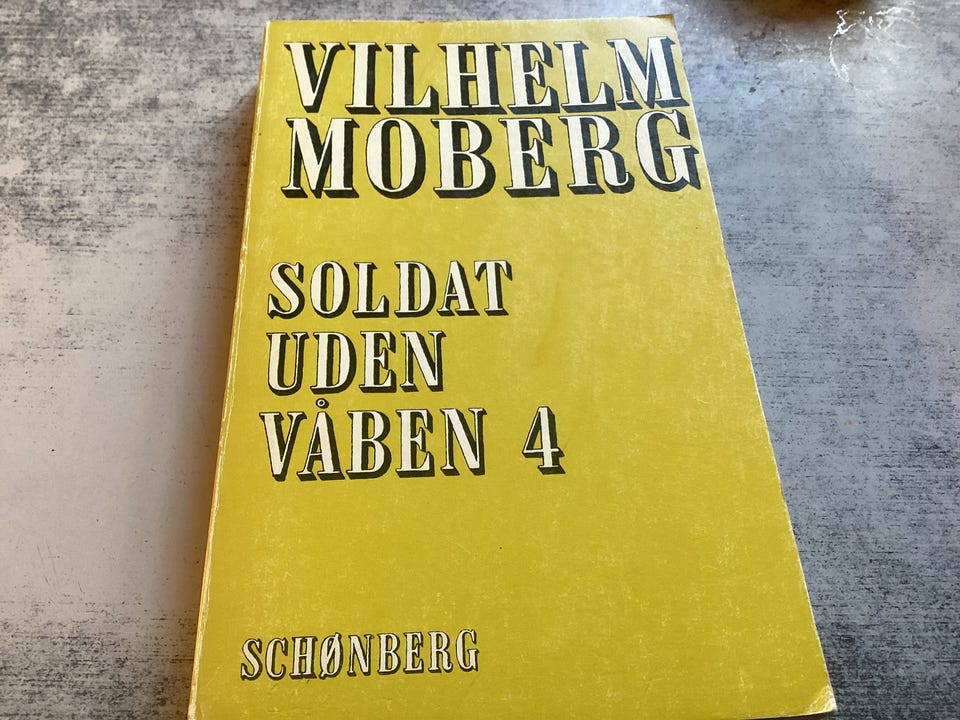 VILHELM
MOBERG
SOLDAT
UDEN
VÅBEN 4
SCHØNBERG